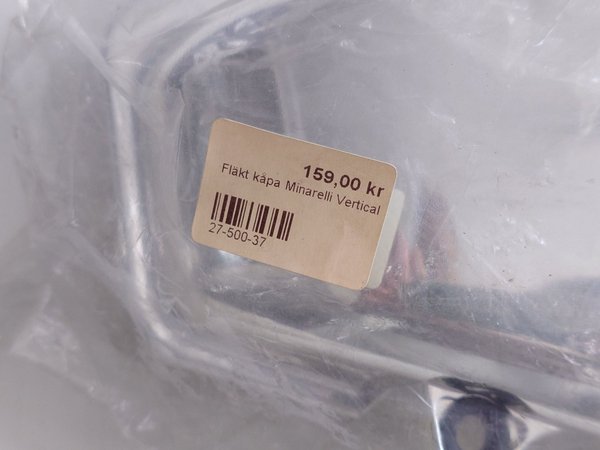 159,00 kr
Fläkt kåpa Minarelli Vertical
27-500-37